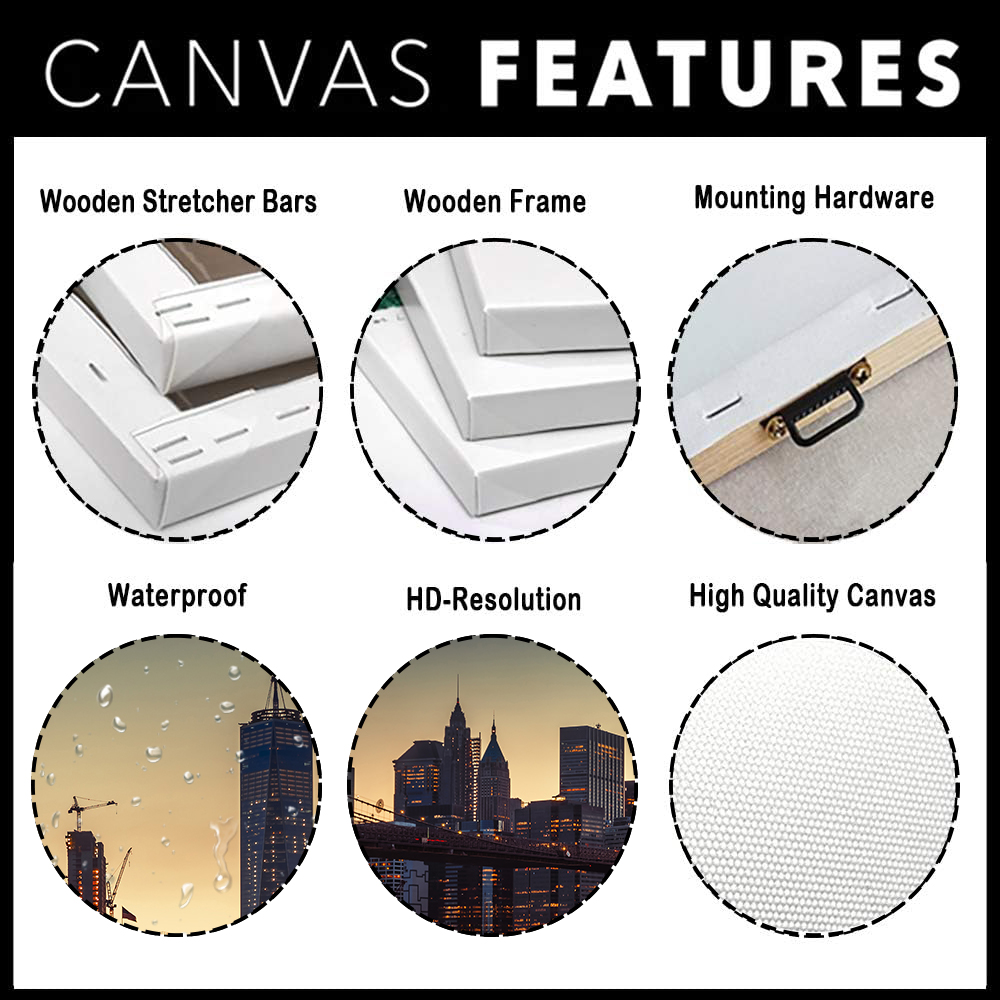 CANVAS FEATURES
Wooden Stretcher Bars
Wooden Frame
Mounting Hardware
Waterproof
HD-Resolution
High Quality Canvas